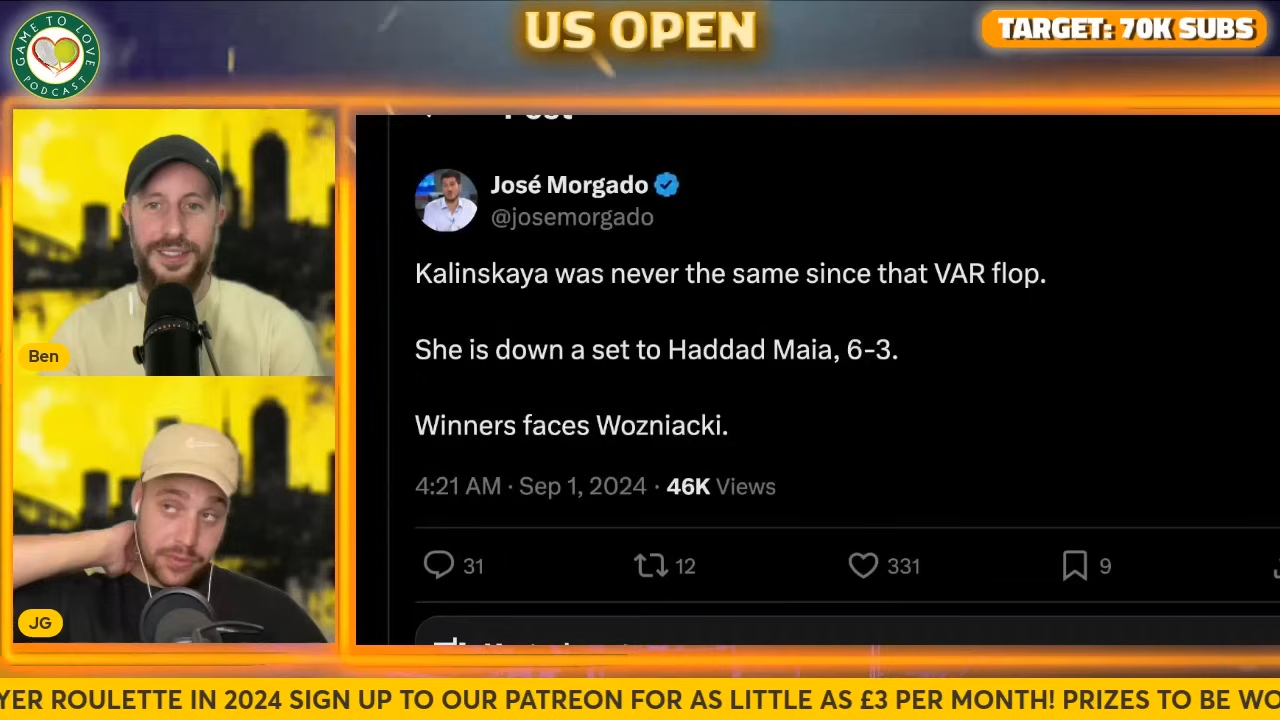 GAME TO LOVE
PODCAST
US OPEN
TARGET: 70K SUBS
Post
José Morgado
@josemorgado
Kalinskaya was never the same since that VAR flop.
She is down a set to Haddad Maia, 6-3.
Winners faces Wozniacki.
4:21 AM · Sep 1, 2024 · 46K Views
31
12
331
9
Ben
JG
YER ROULETTE IN 2024 SIGN UP TO OUR PATREON FOR AS LITTLE AS £3 PER MONTH! PRIZES TO BE WO